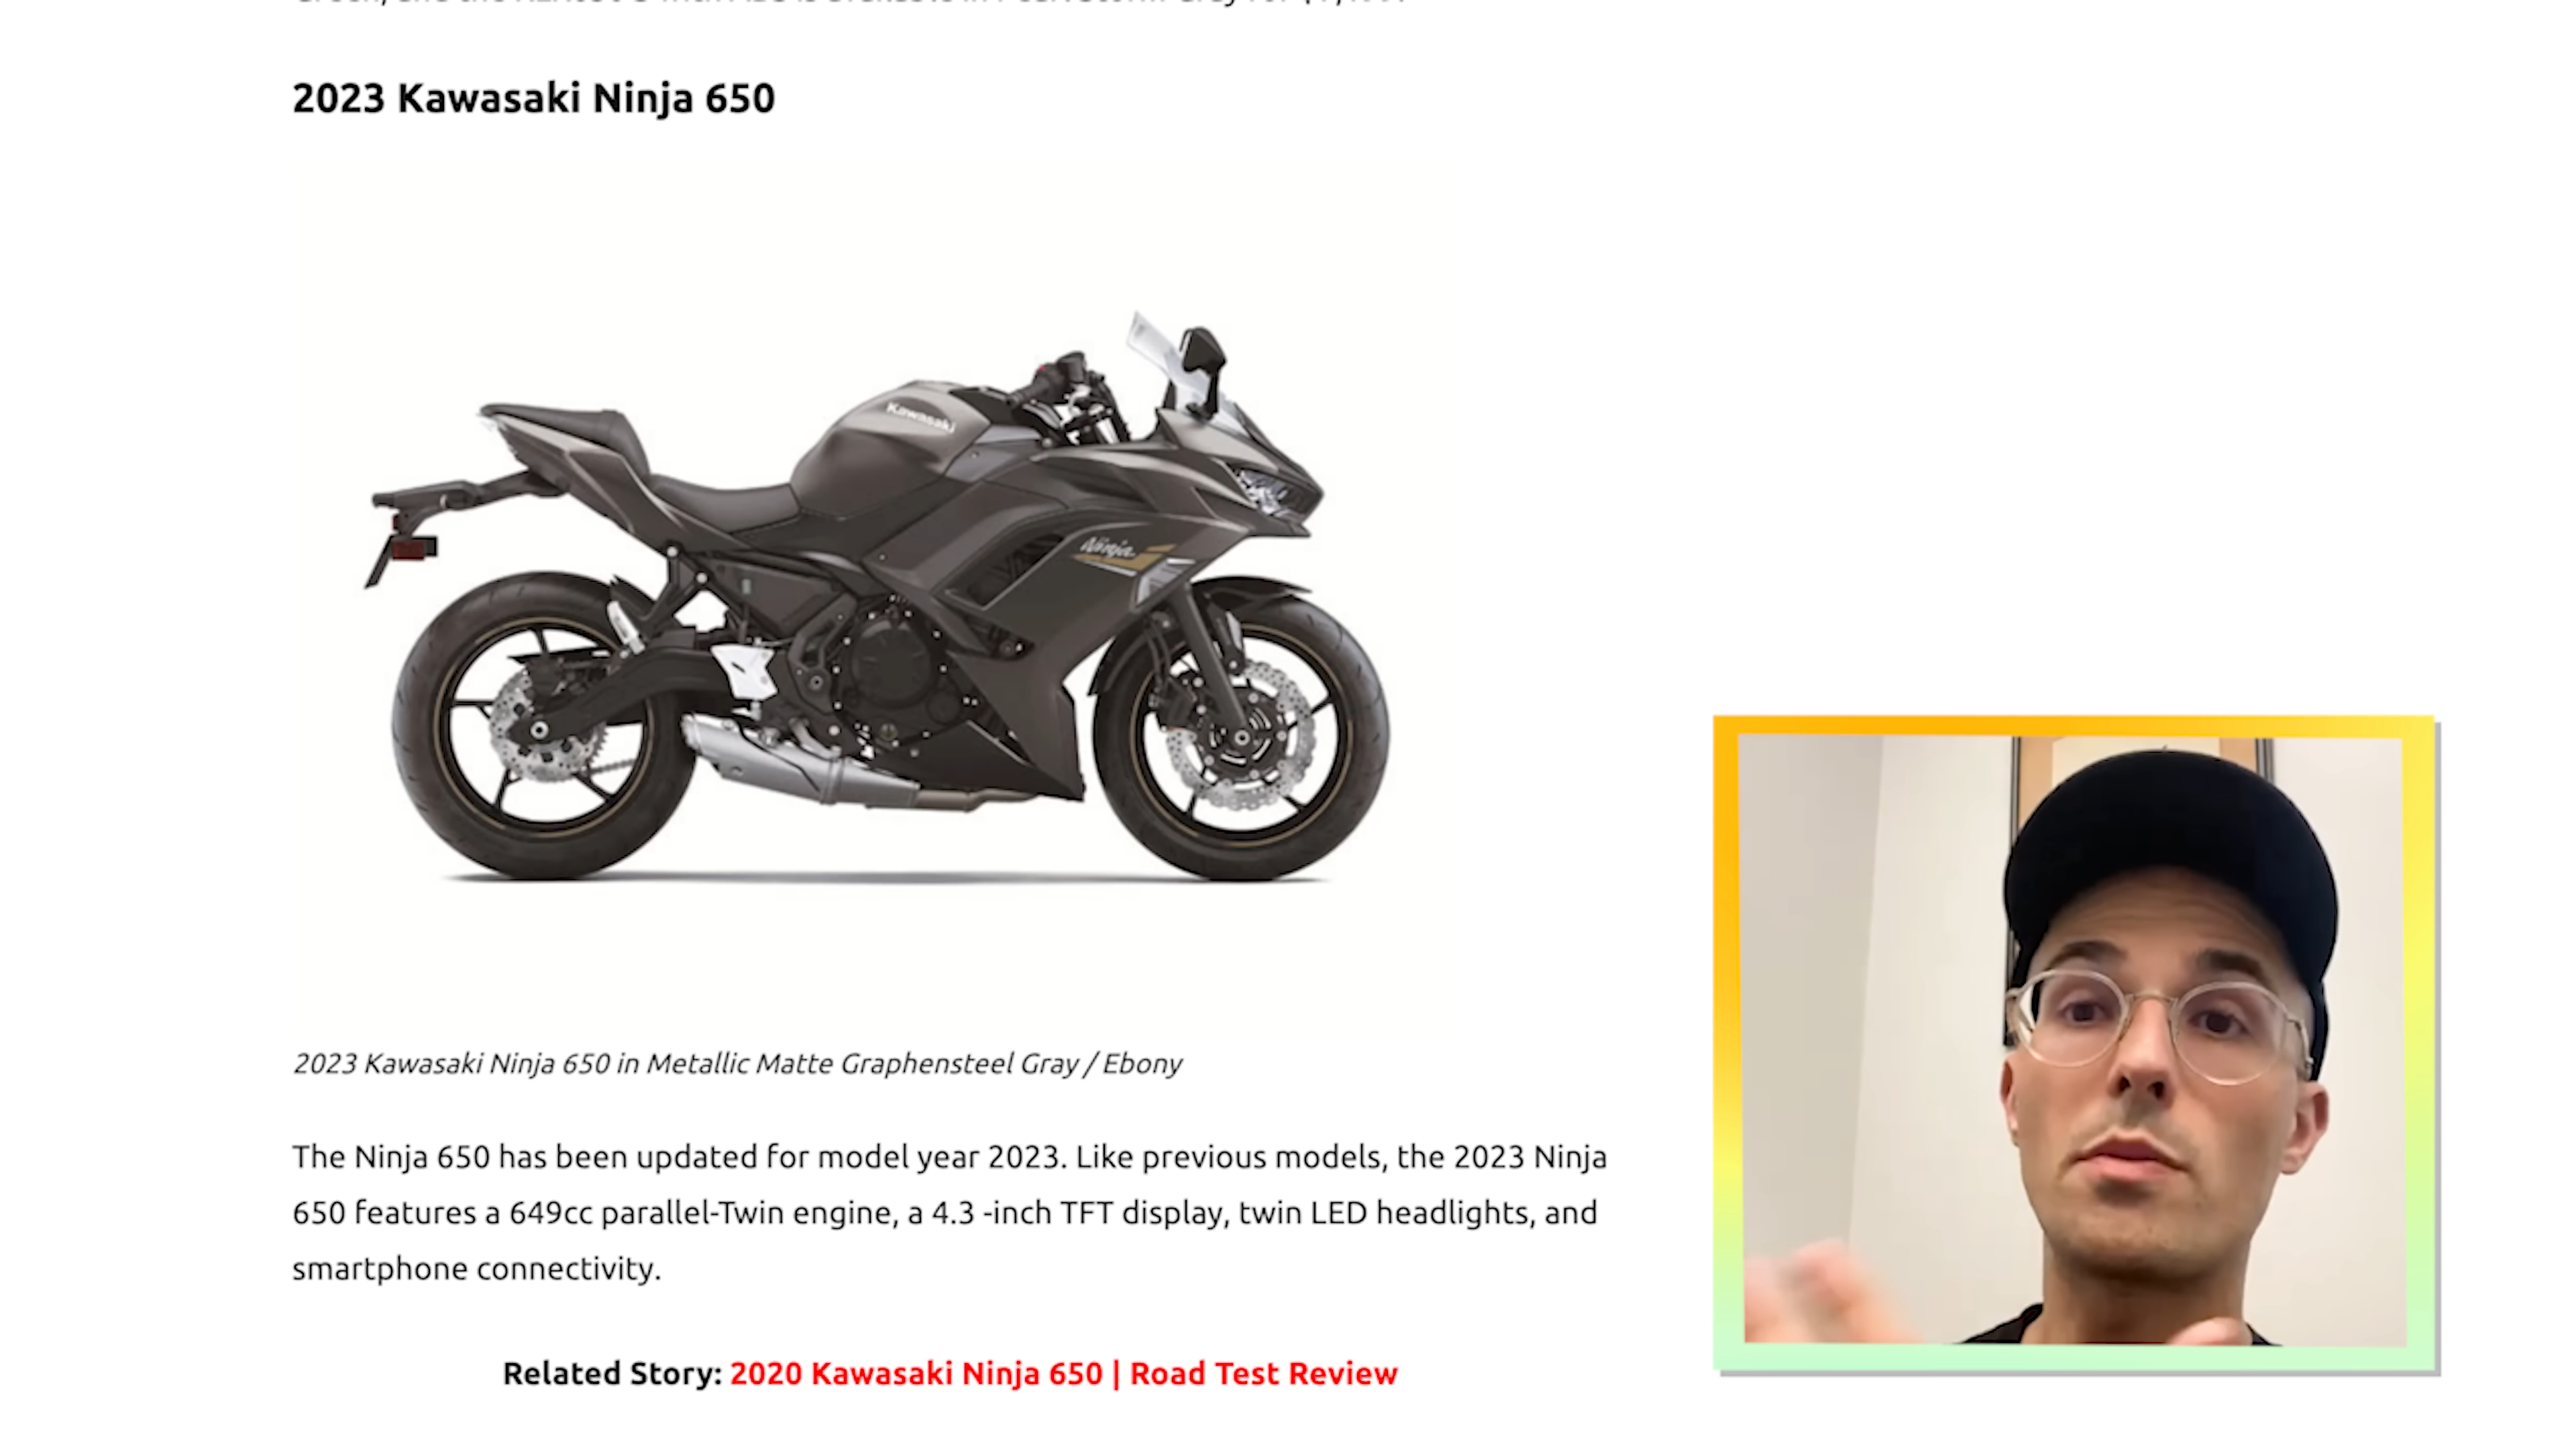 2023 Kawasaki Ninja 650
Kawasaki
Ninja
2023 Kawasaki Ninja 650 in Metallic Matte Graphensteel Gray / Ebony
The Ninja 650 has been updated for model year 2023. Like previous models, the 2023 Ninja
650 features a 649cc parallel-Twin engine, a 4.3 -inch TFT display, twin LED headlights, and
smartphone connectivity.
Related Story: 2020 Kawasaki Ninja 650 | Road Test Review